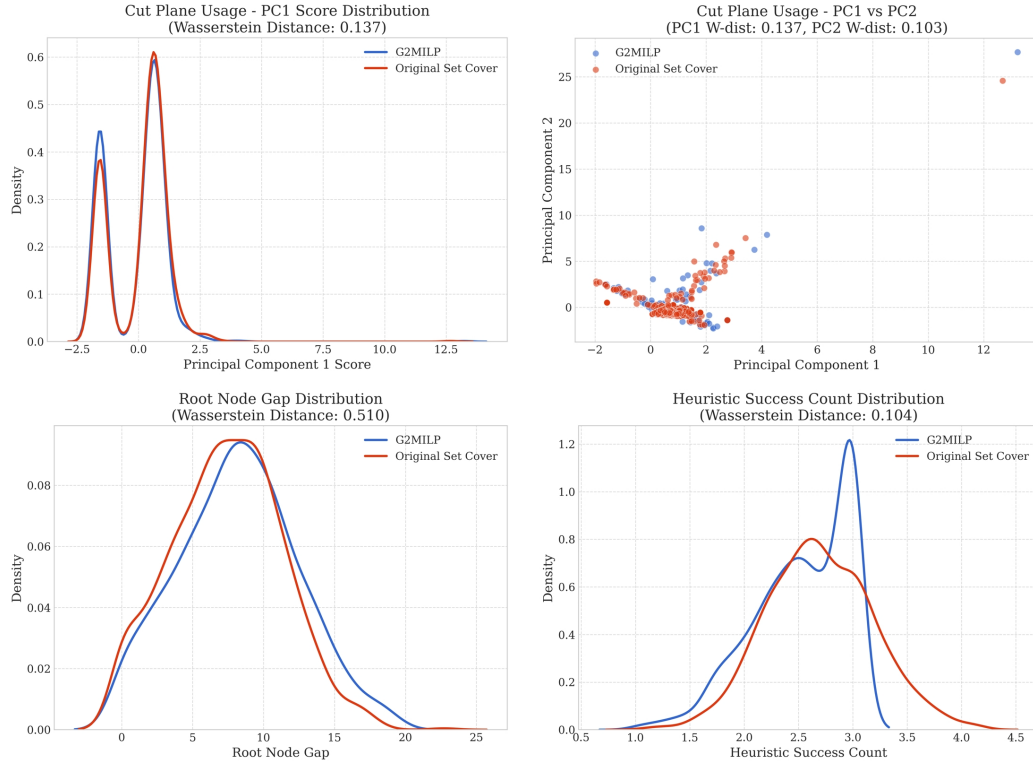 Cut Plane Usage - PC1 Score Distribution
(Wasserstein Distance: 0.137)
G2MILP
Original Set Cover
Density
0.6
0.5
0.4
0.3
0.2
0.1
0.0
−2.5 0.0 2.5 5.0 7.5 10.0 12.5
Principal Component 1 Score
Cut Plane Usage - PC1 vs PC2
(PC1 W-dist: 0.137, PC2 W-dist: 0.103)
G2MILP
Original Set Cover
Principal Component 2
25
20
15
10
5
0
−2 0 2 4 6 8 10 12
Principal Component 1
Root Node Gap Distribution
(Wasserstein Distance: 0.510)
G2MILP
Original Set Cover
Density
0.08
0.06
0.04
0.02
0.00
0 5 10 15 20 25
Root Node Gap
Heuristic Success Count Distribution
(Wasserstein Distance: 0.104)
G2MILP
Original Set Cover
Density
1.2
1.0
0.8
0.6
0.4
0.2
0.0
0.5 1.0 1.5 2.0 2.5 3.0 3.5 4.0 4.5
Heuristic Success Count